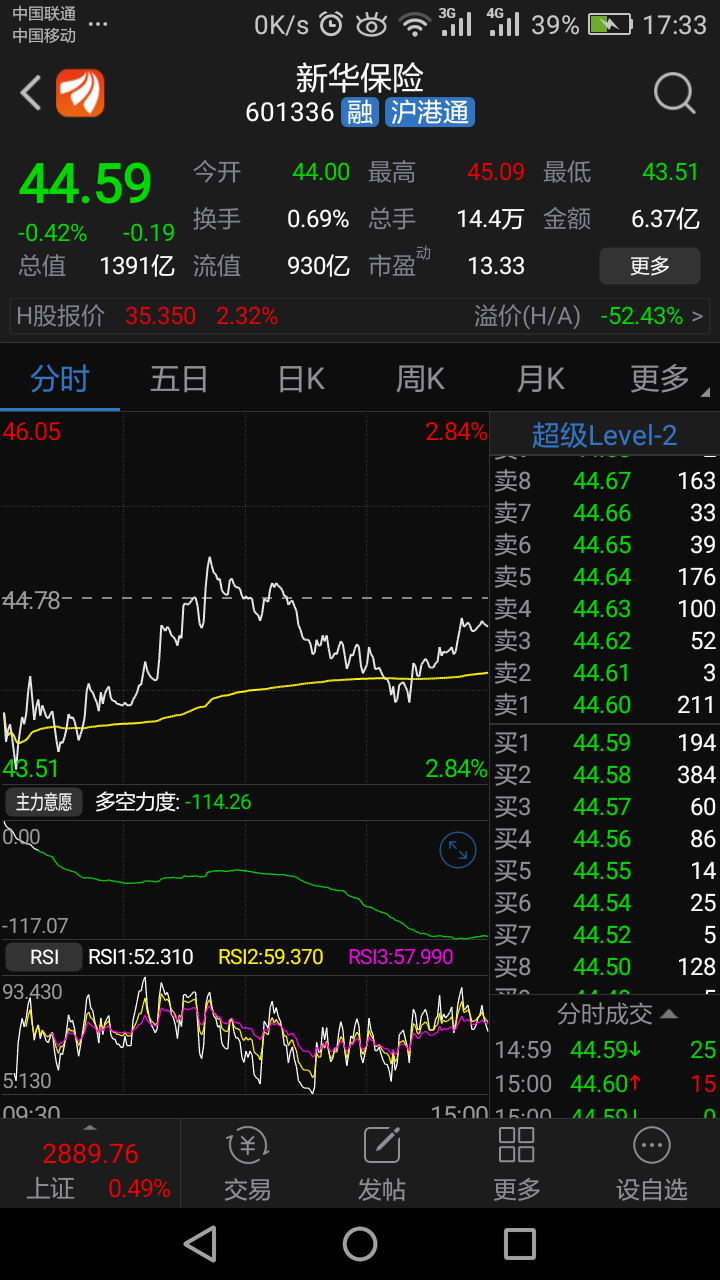 中国联通
中国移动 ... 0K/s 3G 4G 39% 17:33
新华保险
601336 融 沪港通
44.59 今开 44.00 最高 45.09 最低 43.51
-0.42% -0.19 换手 0.69% 总手 14.4万 金额 6.37亿
总值 1391亿 流值 930亿 市盈动 13.33 更多
H股报价 35.350 2.32% 溢价(H/A) -52.43% >
分时 五日 日K 周K 月K 更多
46.05 2.84%
44.78
43.51 2.84%
主力意愿 多空力度: -114.26
0.00
-117.07
RSI RSI1:52.310 RSI2:59.370 RSI3:57.990
93.430
5.130
09:30 15:00
超级Level-2
卖8 44.67 163
卖7 44.66 33
卖6 44.65 39
卖5 44.64 176
卖4 44.63 100
卖3 44.62 52
卖2 44.61 3
卖1 44.60 211
买1 44.59 194
买2 44.58 384
买3 44.57 60
买4 44.56 86
买5 44.55 14
买6 44.54 25
买7 44.52 5
买8 44.50 128
分时成交
14:59 44.59↓ 25
15:00 44.60↑ 15
2889.76
上证 0.49%
交易 发帖 更多 设自选